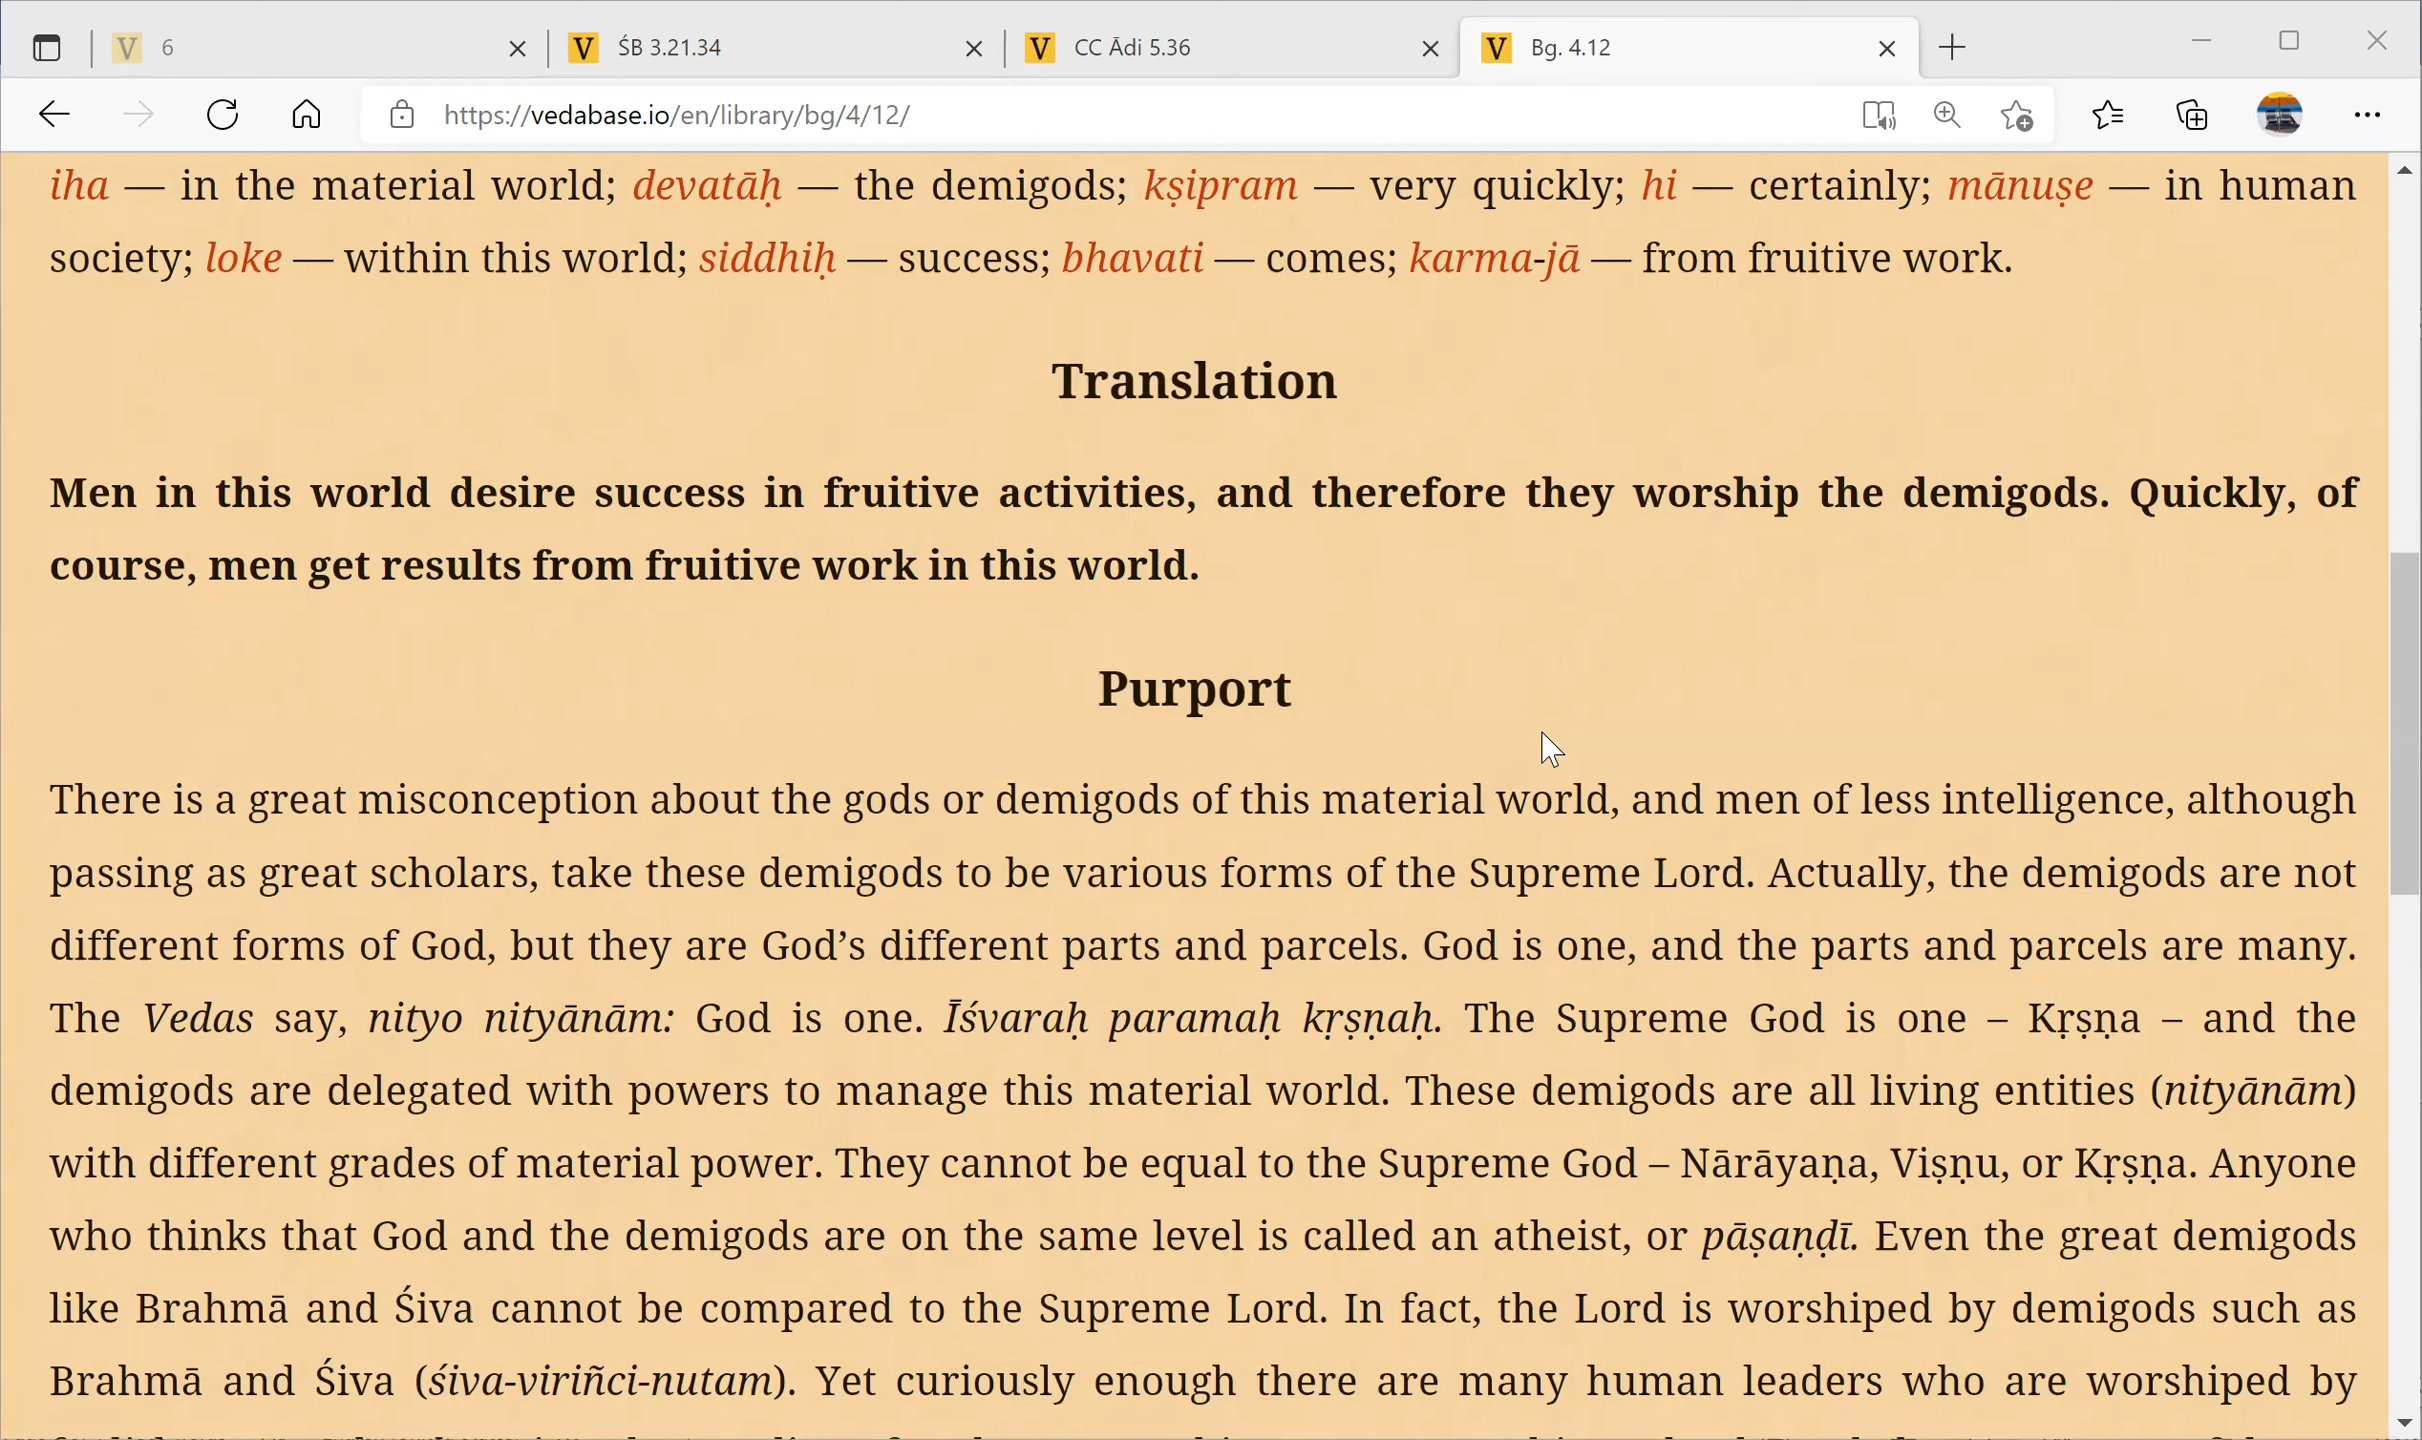 6
ŚB 3.21.34
CC Ādi 5.36
Bg. 4.12
https://vedabase.io/en/library/bg/4/12/
iha — in the material world; devatāḥ — the demigods; kṣipram — very quickly; hi — certainly; mānuṣe — in human
society; loke — within this world; siddhiḥ — success; bhavati — comes; karma-jā — from fruitive work.
Translation
Men in this world desire success in fruitive activities, and therefore they worship the demigods. Quickly, of
course, men get results from fruitive work in this world.
Purport
There is a great misconception about the gods or demigods of this material world, and men of less intelligence, although
passing as great scholars, take these demigods to be various forms of the Supreme Lord. Actually, the demigods are not
different forms of God, but they are God’s different parts and parcels. God is one, and the parts and parcels are many.
The Vedas say, nityo nityānām: God is one. Īśvaraḥ paramaḥ kṛṣṇaḥ. The Supreme God is one – Kṛṣṇa – and the
demigods are delegated with powers to manage this material world. These demigods are all living entities (nityānām)
with different grades of material power. They cannot be equal to the Supreme God – Nārāyaṇa, Viṣṇu, or Kṛṣṇa. Anyone
who thinks that God and the demigods are on the same level is called an atheist, or pāṣaṇḍī. Even the great demigods
like Brahmā and Śiva cannot be compared to the Supreme Lord. In fact, the Lord is worshiped by demigods such as
Brahmā and Śiva (śiva-viriñci-nutam). Yet curiously enough there are many human leaders who are worshiped by